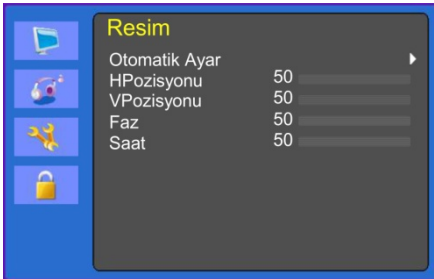 Resim
Otomatik Ayar
HPozisyonu 50
VPozisyonu 50
Faz 50
Saat 50